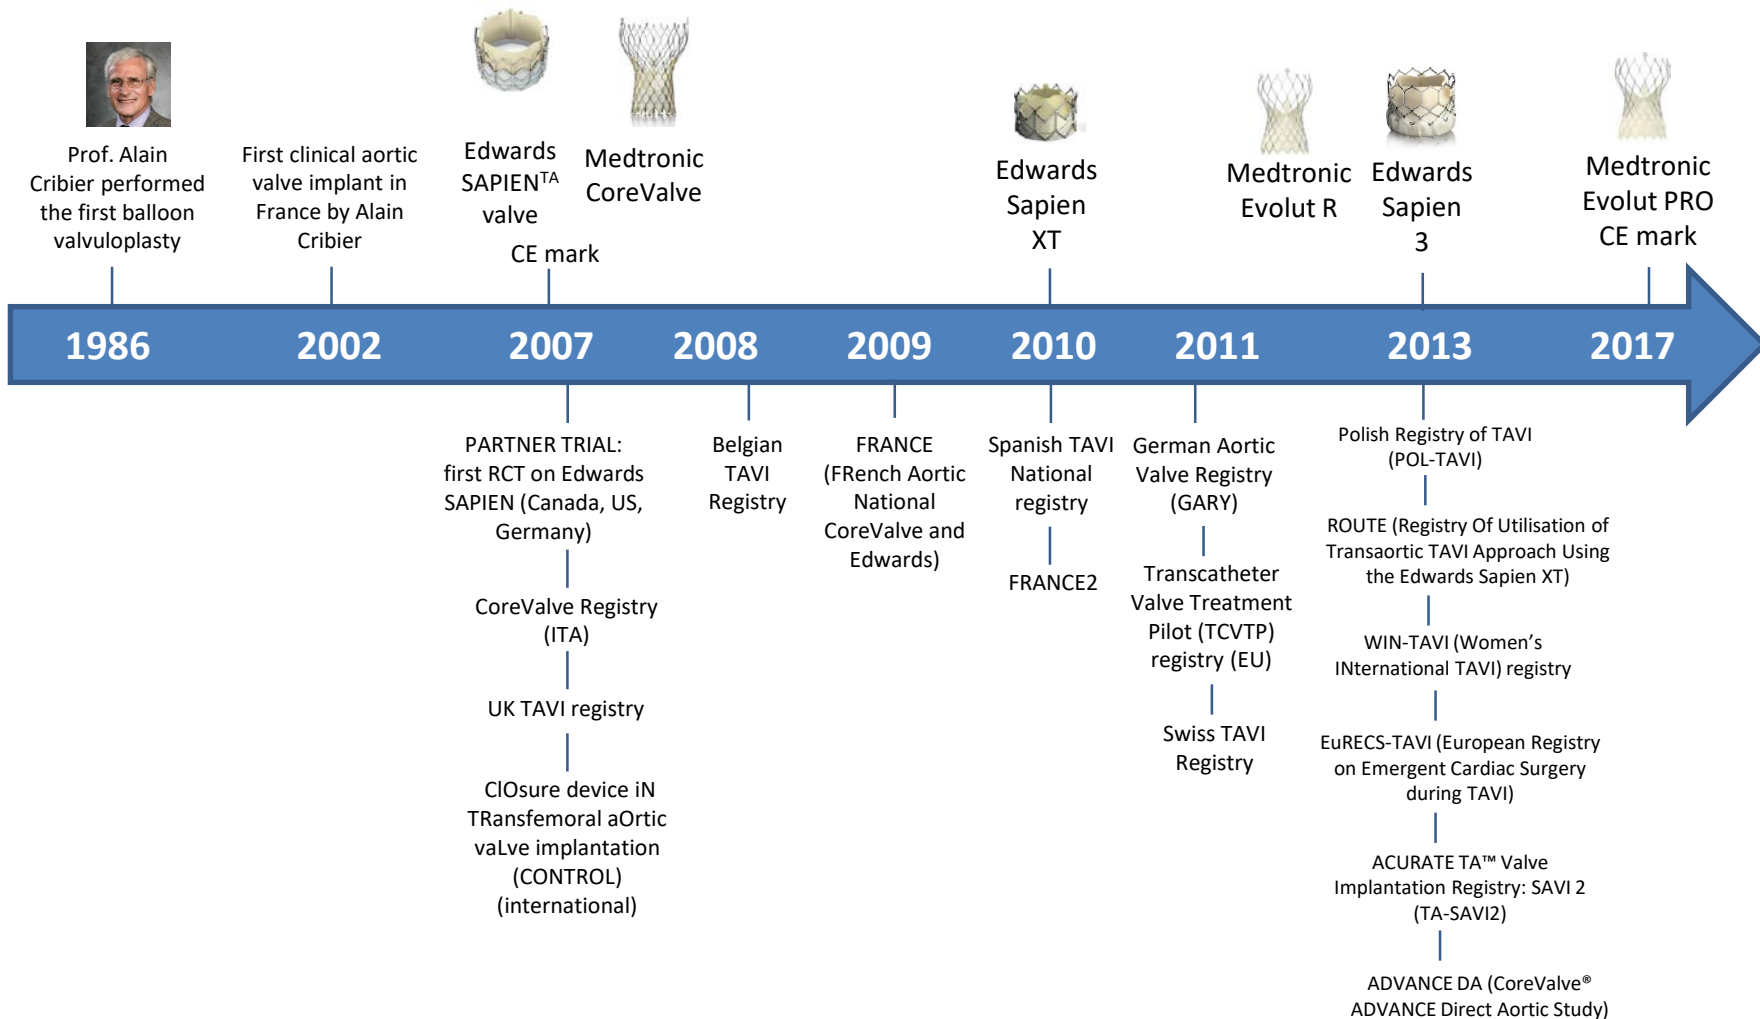 Prof. Alain
Cribier performed
the first balloon
valvuloplasty
First clinical aortic
valve implant in
France by Alain
Cribier
Edwards
SAPIENᵀᴬ
valve
Medtronic
CoreValve
CE mark
Edwards
Sapien
XT
Medtronic
Evolut R
Edwards
Sapien
3
Medtronic
Evolut PRO
CE mark
1986 2002 2007 2008 2009 2010 2011 2013 2017
PARTNER TRIAL:
first RCT on Edwards
SAPIEN (Canada, US,
Germany)
CoreValve Registry
(ITA)
UK TAVI registry
ClOsure device iN
TRansfemoral aOrtic
vaLve implantation
(CONTROL)
(international)
Belgian
TAVI
Registry
FRANCE
(FRench Aortic
National
CoreValve and
Edwards)
Spanish TAVI
National
registry
FRANCE2
German Aortic
Valve Registry
(GARY)
Transcatheter
Valve Treatment
Pilot (TCVTP)
registry (EU)
Swiss TAVI
Registry
Polish Registry of TAVI
(POL-TAVI)
ROUTE (Registry Of Utilisation of
Transaortic TAVI Approach Using
the Edwards Sapien XT)
WIN-TAVI (Women’s
INternational TAVI) registry
EuRECS-TAVI (European Registry
on Emergent Cardiac Surgery
during TAVI)
ACURATE TA™ Valve
Implantation Registry: SAVI 2
(TA-SAVI2)
ADVANCE DA (CoreValve®
ADVANCE Direct Aortic Study)